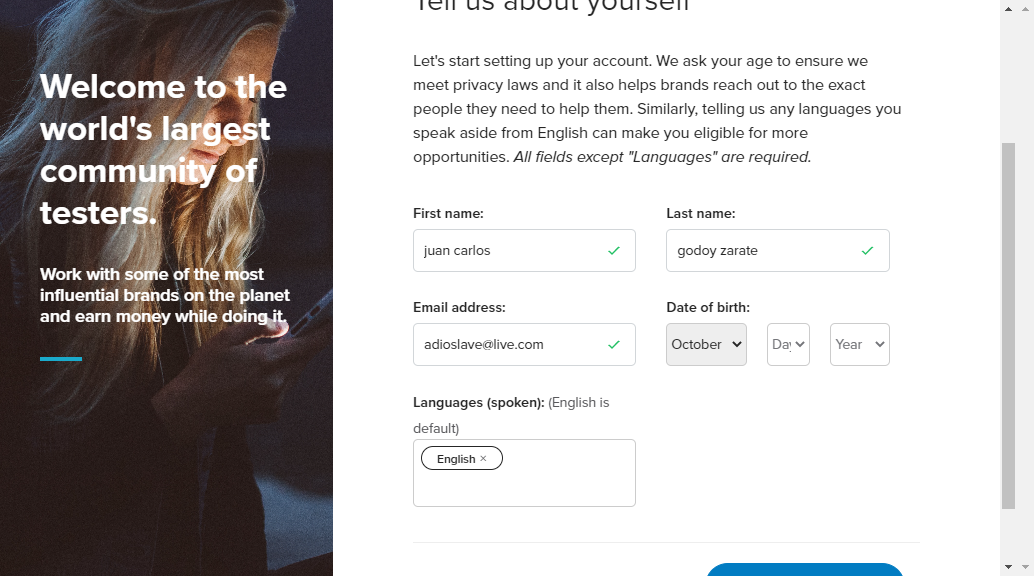 Welcome to the
world's largest
community of
testers.
Work with some of the most
influential brands on the planet
and earn money while doing it.
Tell us about yourself
Let's start setting up your account. We ask your age to ensure we
meet privacy laws and it also helps brands reach out to the exact
people they need to help them. Similarly, telling us any languages you
speak aside from English can make you eligible for more
opportunities. All fields except "Languages" are required.
First name:
Last name:
juan carlos
godoy zarate
Email address:
Date of birth:
adioslave@live.com
October
Day
Year
Languages (spoken): (English is
default)
English ×